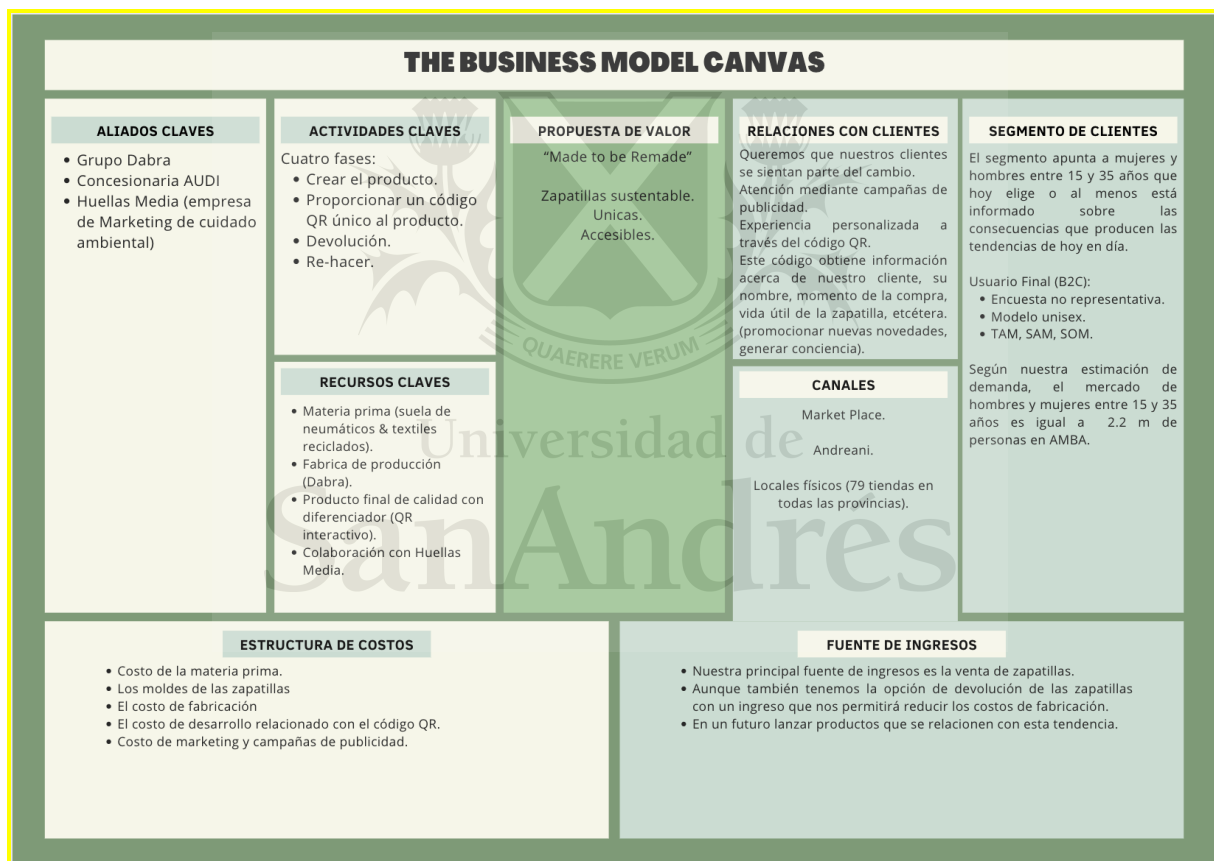 THE BUSINESS MODEL CANVAS
ALIADOS CLAVES
Grupo Dabra
Concesionaria AUDI
Huellas Media (empresa
de Marketing de cuidado
ambiental)
ACTIVIDADES CLAVES
Cuatro fases:
Crear el producto.
Proporcionar un código
QR único al producto.
Devolución.
Re-hacer.
RECURSOS CLAVES
Materia prima (suela de
neumáticos & textiles
reciclados).
Fabrica de producción
(Dabra).
Producto final de calidad con
diferenciador (QR
interactivo).
Colaboración con Huellas
Media.
PROPUESTA DE VALOR
“Made to be Remade”
Zapatillas sustentable.
Unicas.
Accesibles.
RELACIONES CON CLIENTES
Queremos que nuestros clientes
se sientan parte del cambio.
Atención mediante campañas de
publicidad.
Experiencia personalizada a
través del código QR.
Este código obtiene información
acerca de nuestro cliente, su
nombre, momento de la compra,
vida útil de la zapatilla, etcétera.
(promocionar nuevas novedades,
generar conciencia).
CANALES
Market Place.
Andreani.
Locales físicos (79 tiendas en
todas las provincias).
SEGMENTO DE CLIENTES
El segmento apunta a mujeres y
hombres entre 15 y 35 años que
hoy elige o al menos está
informado sobre las
consecuencias que producen las
tendencias de hoy en día.
Usuario Final (B2C):
Encuesta no representativa.
Modelo unisex.
TAM, SAM, SOM.
Según nuestra estimación de
demanda, el mercado de
hombres y mujeres entre 15 y 35
años es igual a 2.2 m de
personas en AMBA.
ESTRUCTURA DE COSTOS
Costo de la materia prima.
Los moldes de las zapatillas
El costo de fabricación
El costo de desarrollo relacionado con el código QR.
Costo de marketing y campañas de publicidad.
FUENTE DE INGRESOS
Nuestra principal fuente de ingresos es la venta de zapatillas.
Aunque también tenemos la opción de devolución de las zapatillas
con un ingreso que nos permitirá reducir los costos de fabricación.
En un futuro lanzar productos que se relacionen con esta tendencia.
QUAERERE VERUM
Universidad de
SanAndrés